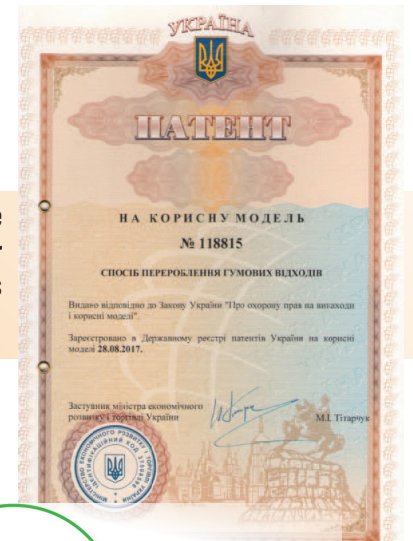 УКРАЇНА
ПАТЕНТ
НА КОРИСНУ МОДЕЛЬ
№ 118815
СПОСІБ ПЕРЕРОБЛЕННЯ ГУМОВИХ ВІДХОДІВ
Видано відповідно до Закону України "Про охорону прав на винаходи
і корисні моделі".
Зареєстровано в Державному реєстрі патентів України на корисні
моделі 28.08.2017.
Заступник міністра економічного
розвитку і торгівлі України
М.І. Тітарчук